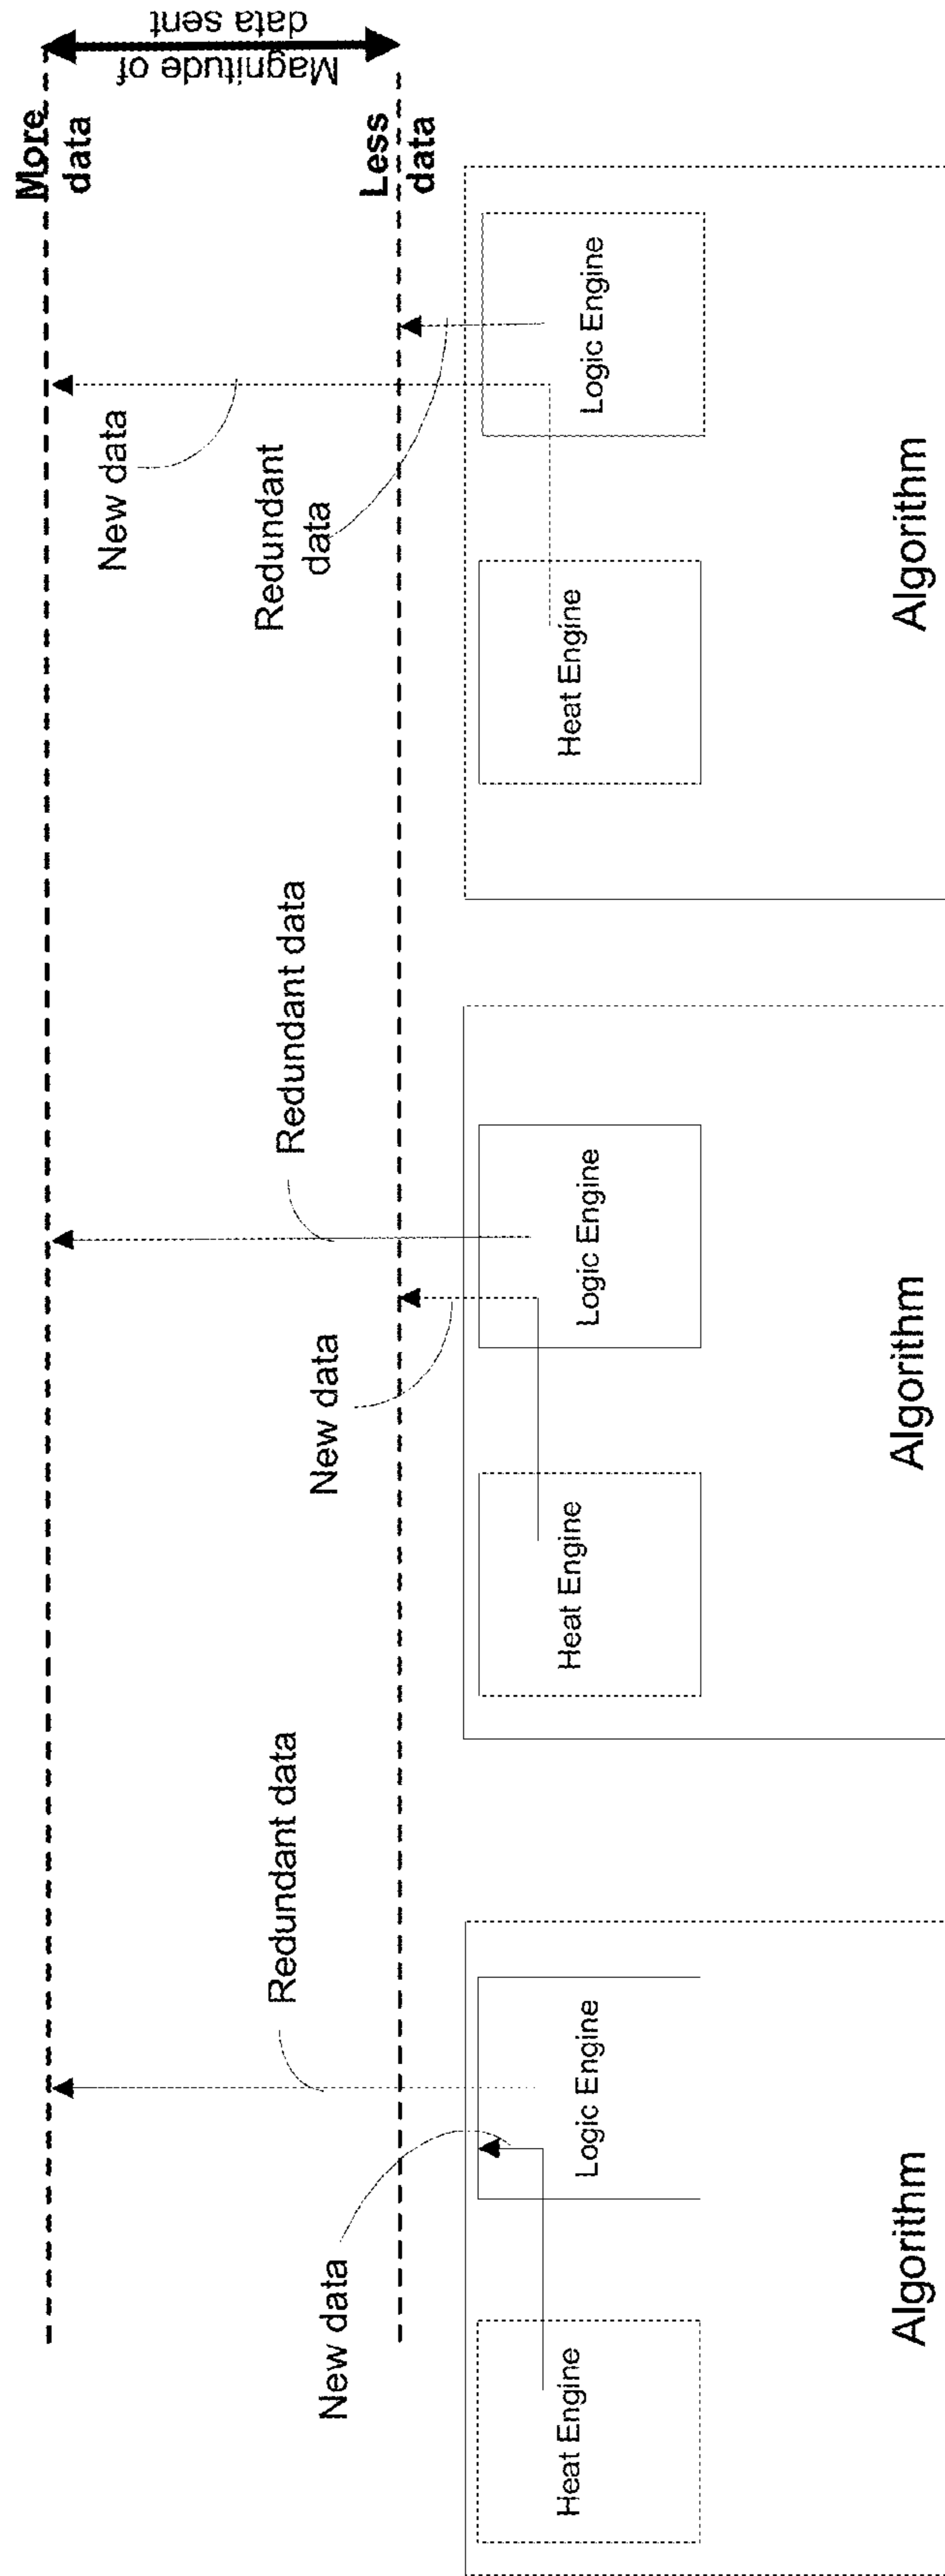 Magnitude of
data sent
More
data
Less
data
New data
Redundant data
Heat Engine
Logic Engine
Algorithm
New data
Redundant data
Heat Engine
Logic Engine
Algorithm
New data
Redundant
data
Heat Engine
Logic Engine
Algorithm